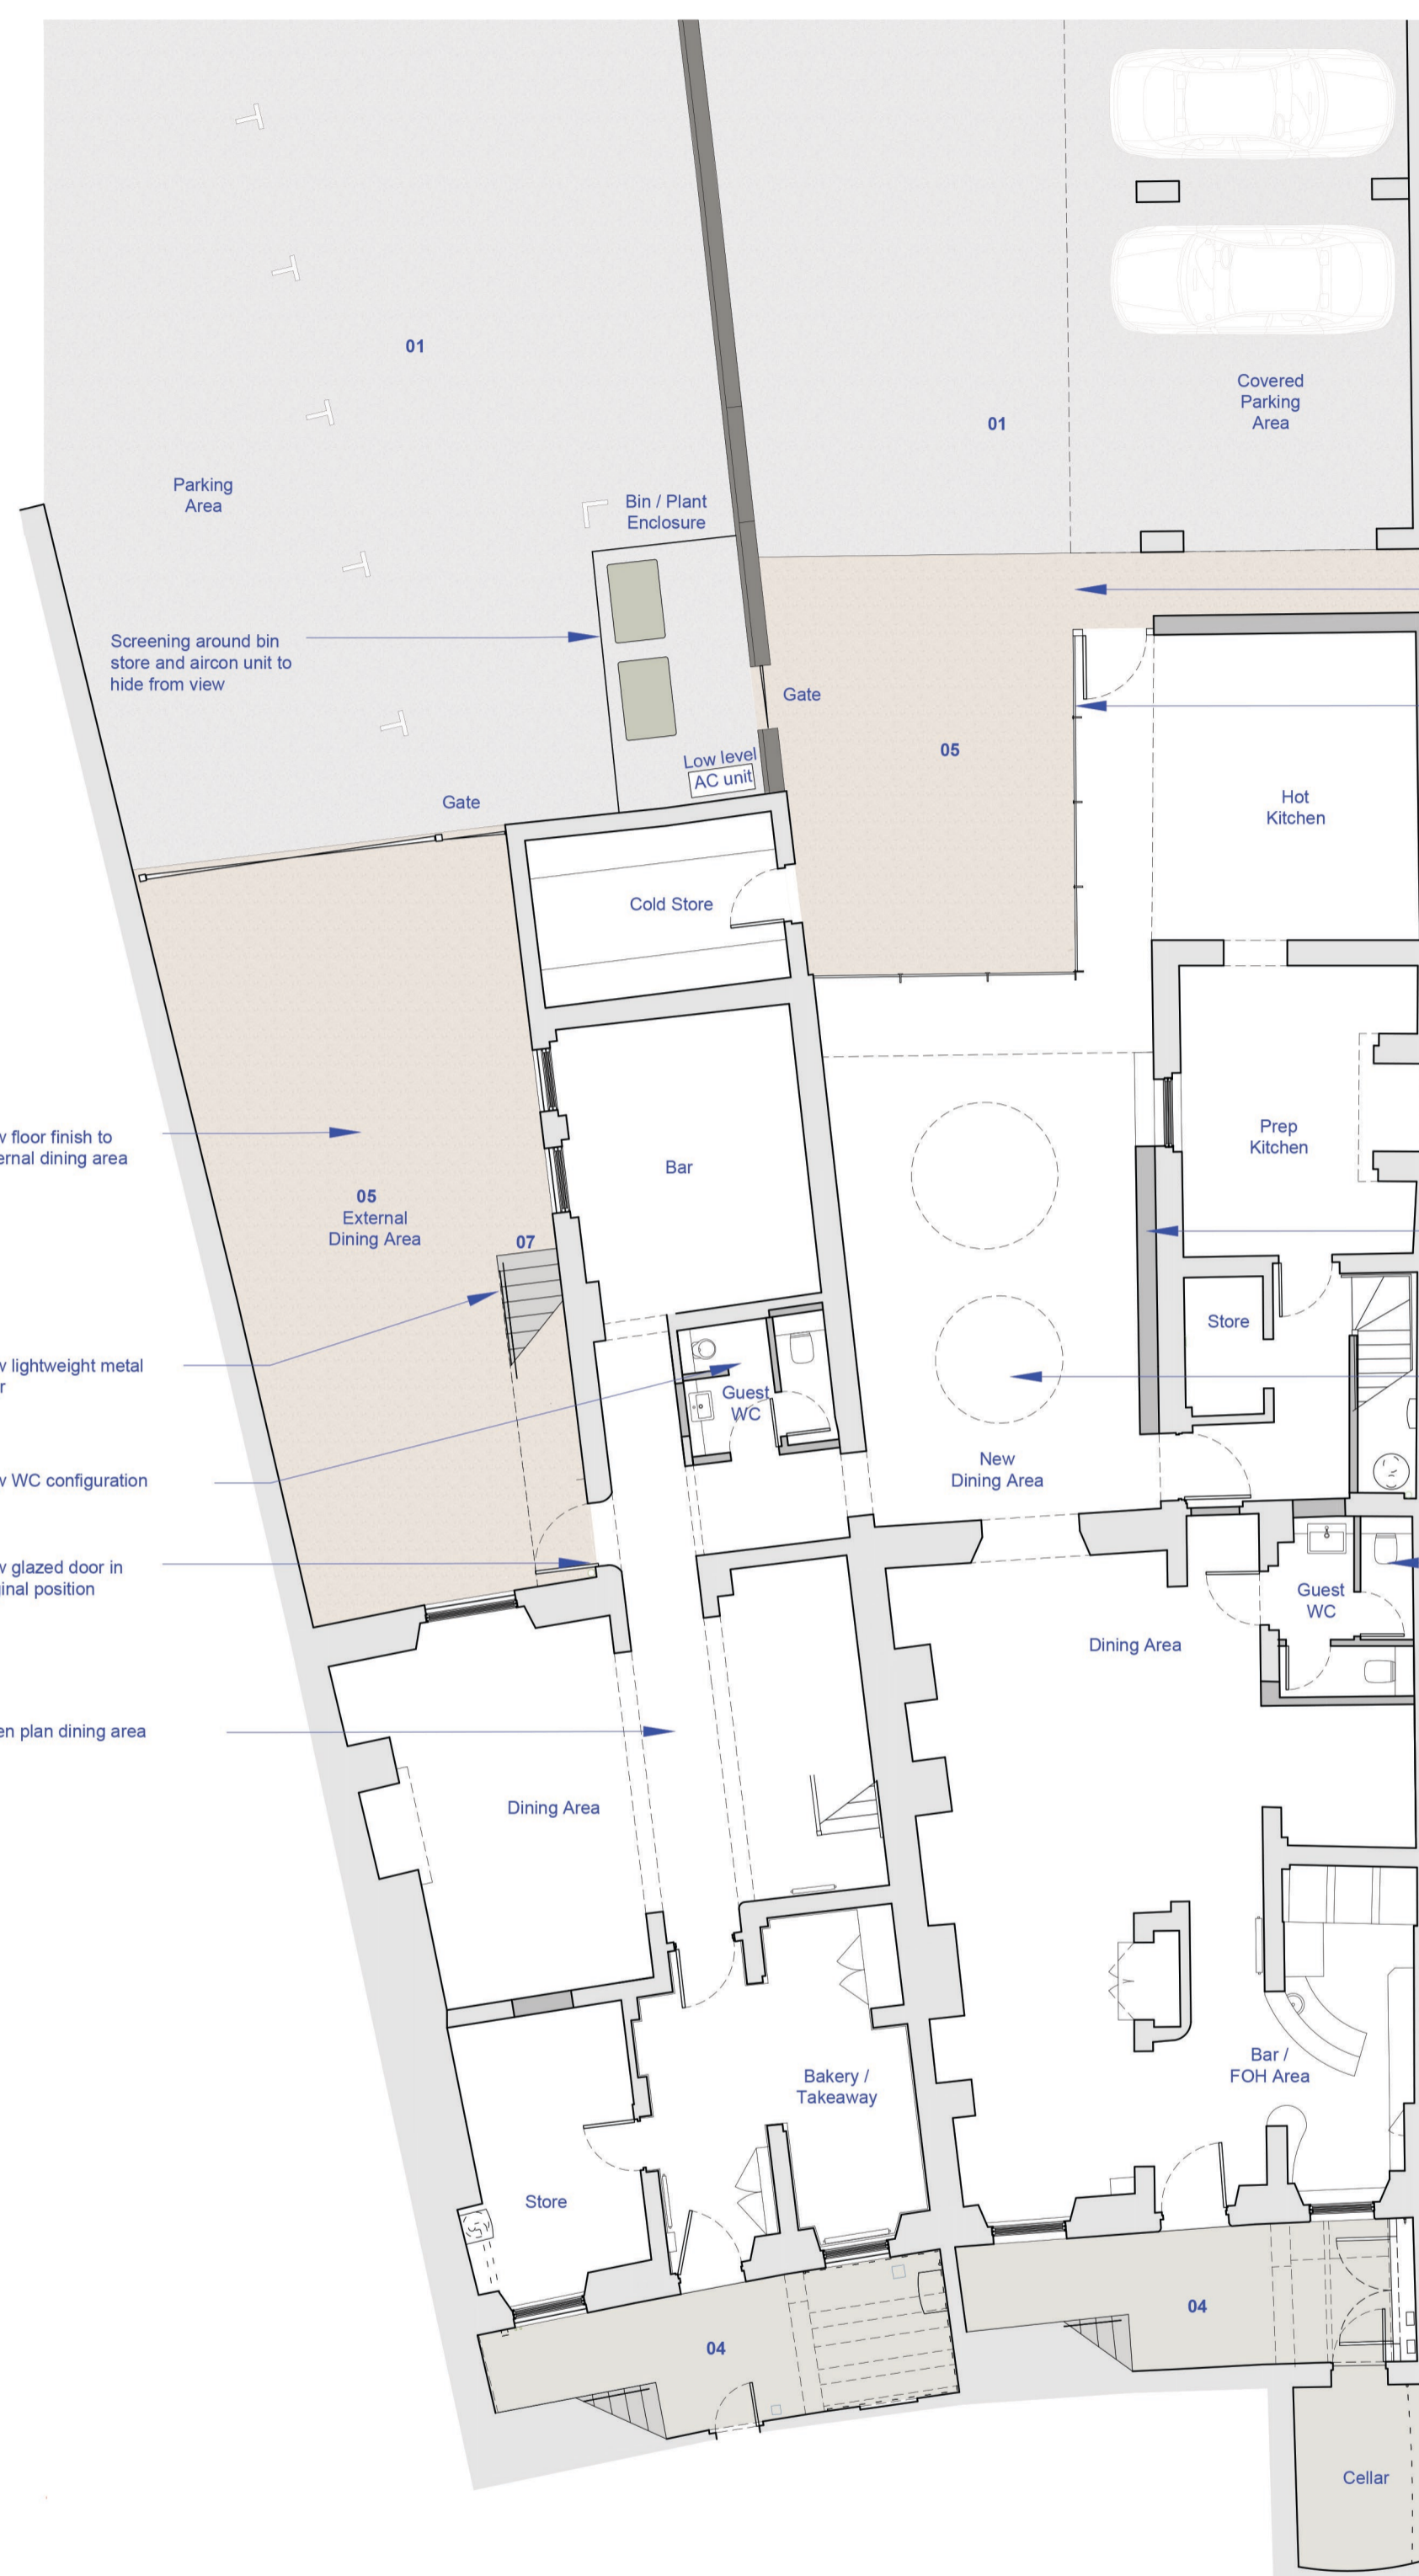 01
Covered
Parking
Area
01
Parking
Area
Bin / Plant
Enclosure
Screening around bin
store and aircon unit to
hide from view
Gate
05
Low level
AC unit
Gate
Hot
Kitchen
Cold Store
floor finish to
dining area
Bar
Prep
Kitchen
05
External
Dining Area
07
Store
lightweight metal
Guest
WC
New
Dining Area
WC configuration
glazed door in
position
Guest
WC
Dining Area
plan dining area
Dining Area
Bar /
FOH Area
Bakery /
Takeaway
Store
04
04
Cellar